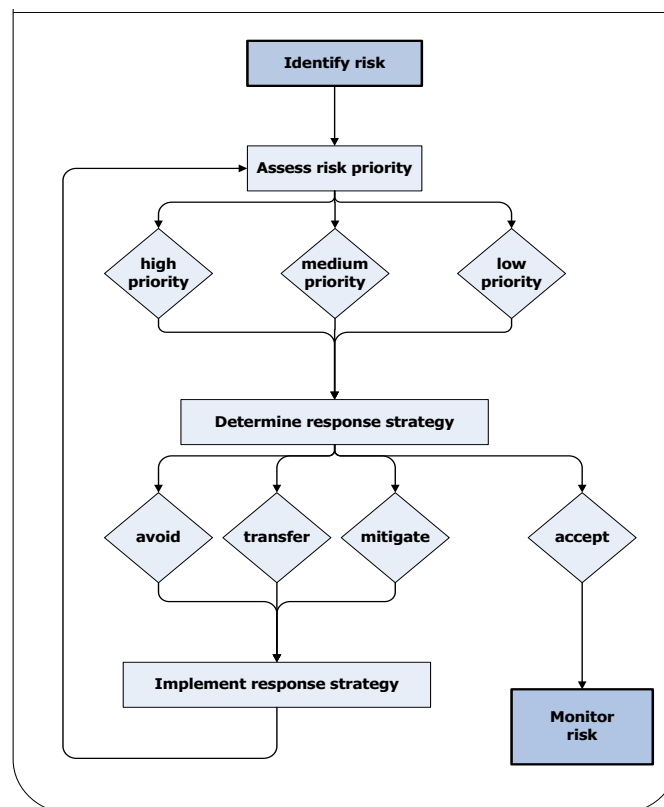 Identify risk
Assess risk priority
high
priority
medium
priority
low
priority
Determine response strategy
avoid
transfer
mitigate
accept
Implement response strategy
Monitor
risk